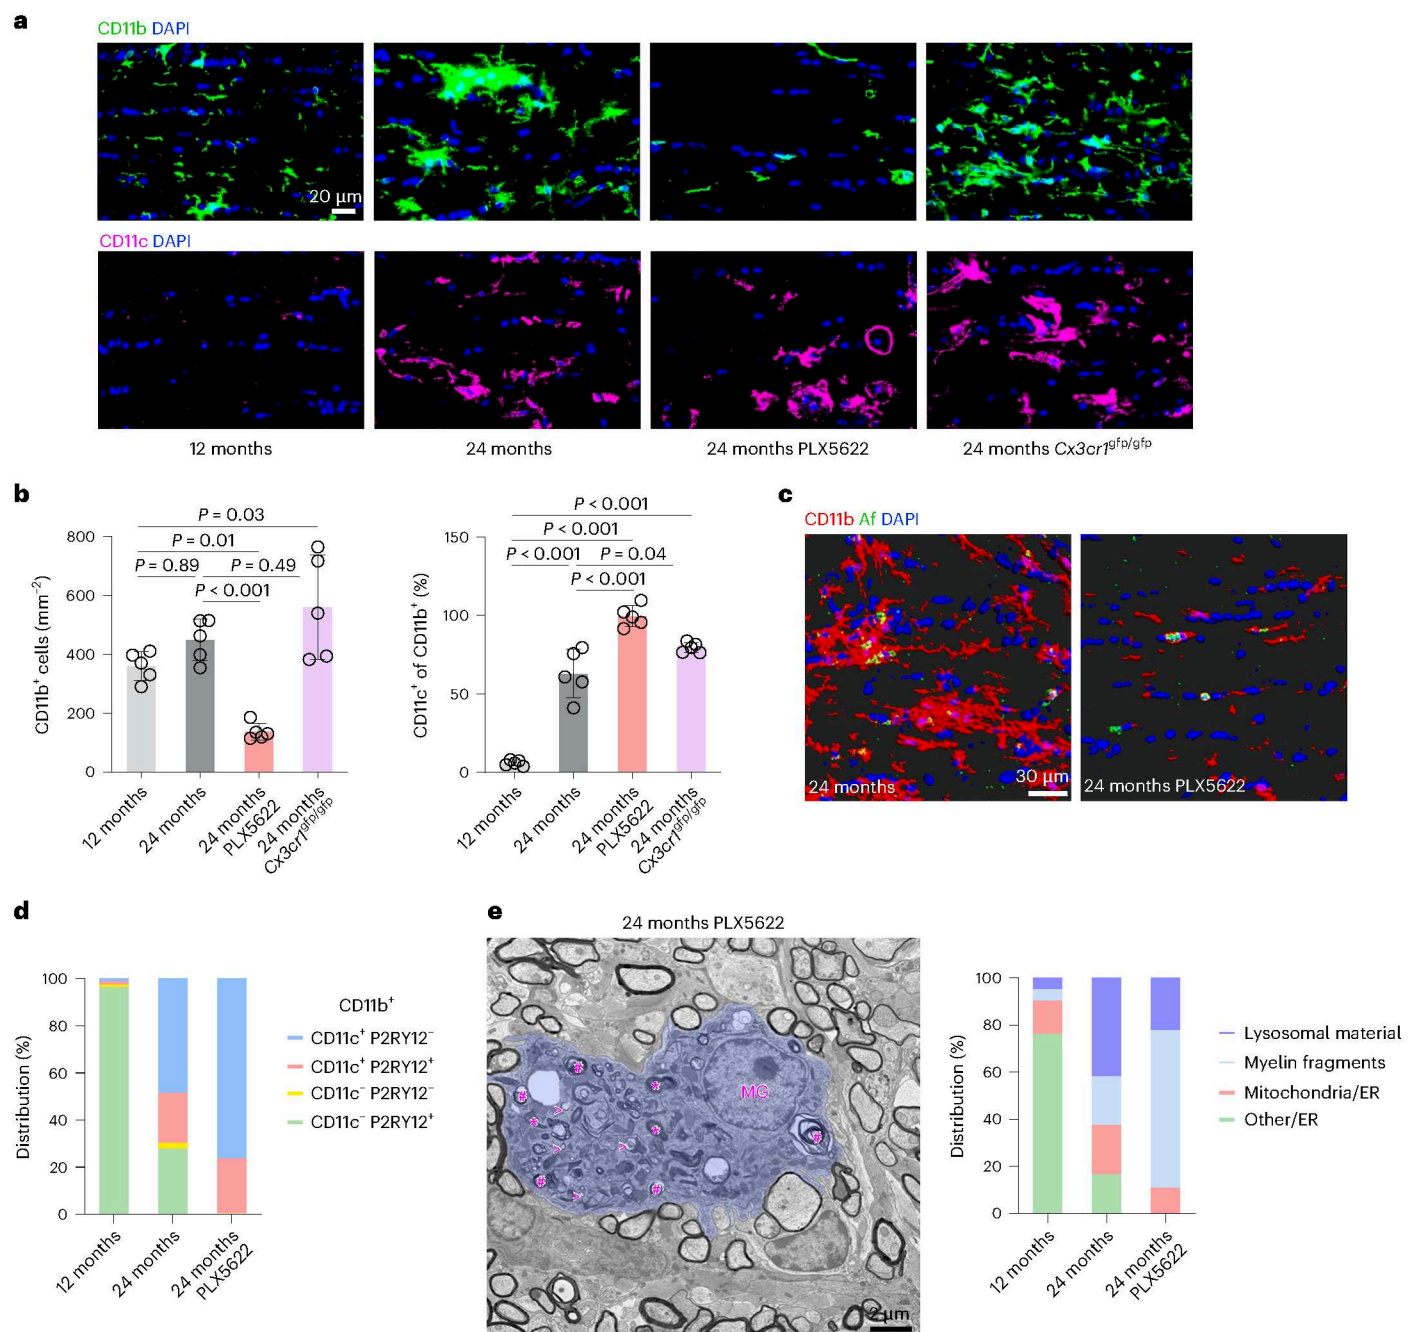 a
CD11b DAPI
20 µm
CD11c DAPI
12 months
24 months
24 months PLX5622
24 months Cx3cr1gfp/gfp
b
P = 0.03
P = 0.01
P = 0.89
P = 0.49
P < 0.001
CD11b+ cells (mm−2)
800
600
400
200
0
12 months
24 months
24 months PLX5622
24 months Cx3cr1gfp/gfp
P < 0.001
P < 0.001
P < 0.001
P = 0.04
P < 0.001
CD11c+ of CD11b+ (%)
150
100
50
0
12 months
24 months
24 months PLX5622
24 months Cx3cr1gfp/gfp
c
CD11b Af DAPI
24 months
30 µm
24 months PLX5622
d
Distribution (%)
100
80
60
40
20
0
12 months
24 months
24 months PLX5622
CD11b+
CD11c+ P2RY12−
CD11c+ P2RY12+
CD11c− P2RY12−
CD11c− P2RY12+
e
24 months PLX5622
MG
#
*
#
>
*
*
>
>
#
#
>
#
2 µm
Distribution (%)
100
80
60
40
20
0
12 months
24 months
24 months PLX5622
Lysosomal material
Myelin fragments
Mitochondria/ER
Other/ER